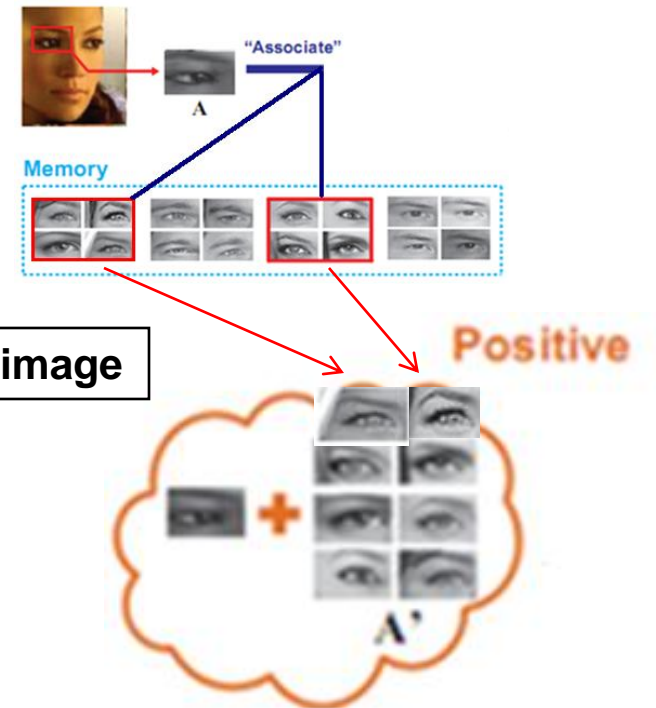 “Associate”
A
Memory
image
Positive
A’